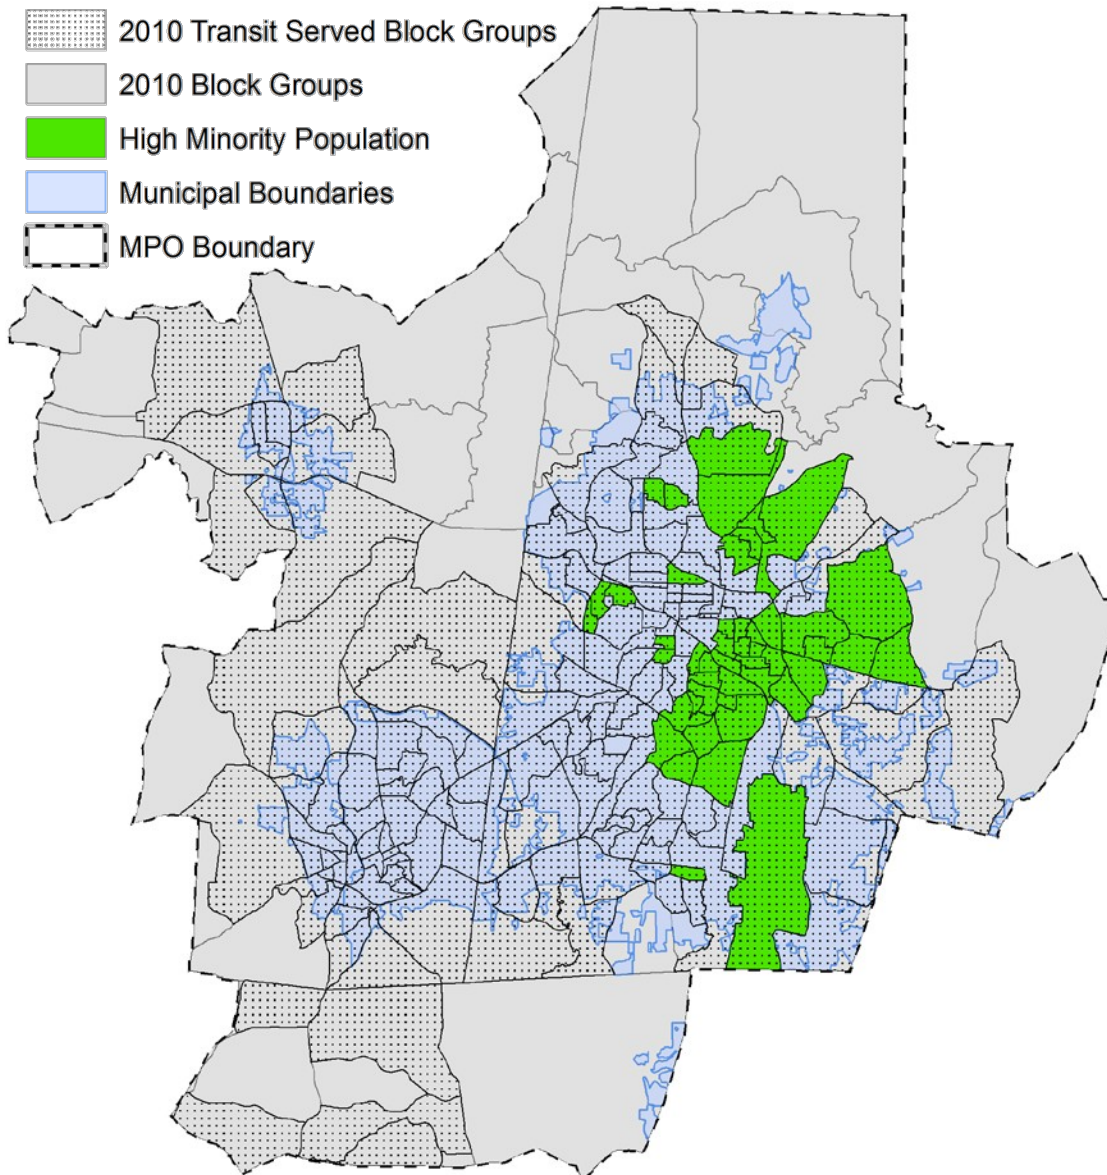 2010 Transit Served Block Groups
2010 Block Groups
High Minority Population
Municipal Boundaries
MPO Boundary